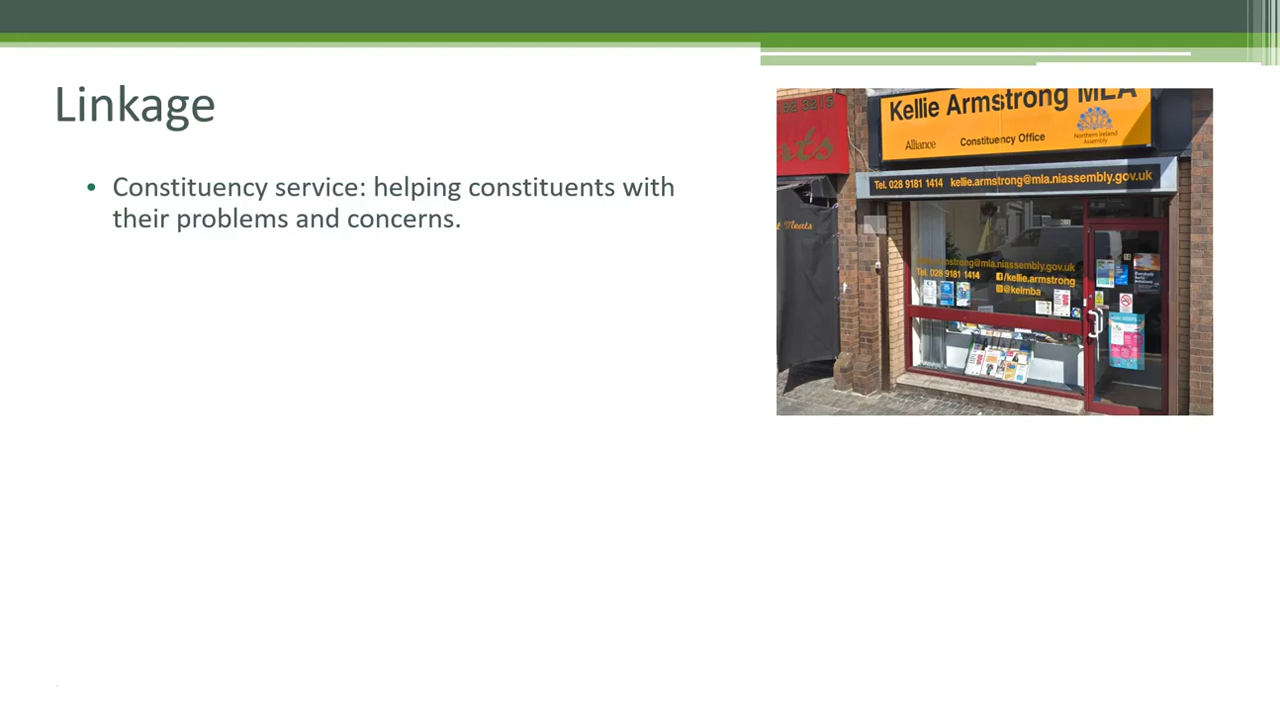 Linkage
• Constituency service: helping constituents with
their problems and concerns.
Kellie Armstrong MLA
Alliance
Constituency Office
Northern Ireland
Assembly
Tel. 028 9181 1414 kellie.armstrong@mla.niassembly.gov.uk
armstrong@mla.niassembly.gov.uk
Tel. 028 9181 1414
/kellie.armstrong
@kelmba